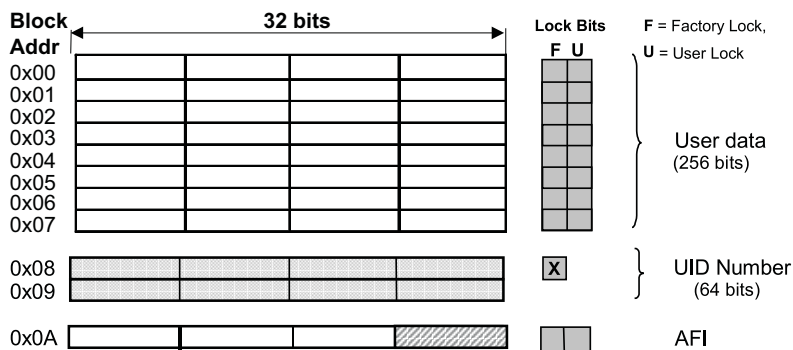 Block Addr
32 bits
Lock Bits
F U
F = Factory Lock,
U = User Lock
0x00
0x01
0x02
0x03
0x04
0x05
0x06
0x07
User data
(256 bits)
0x08
0x09
X
UID Number
(64 bits)
0x0A
AFI